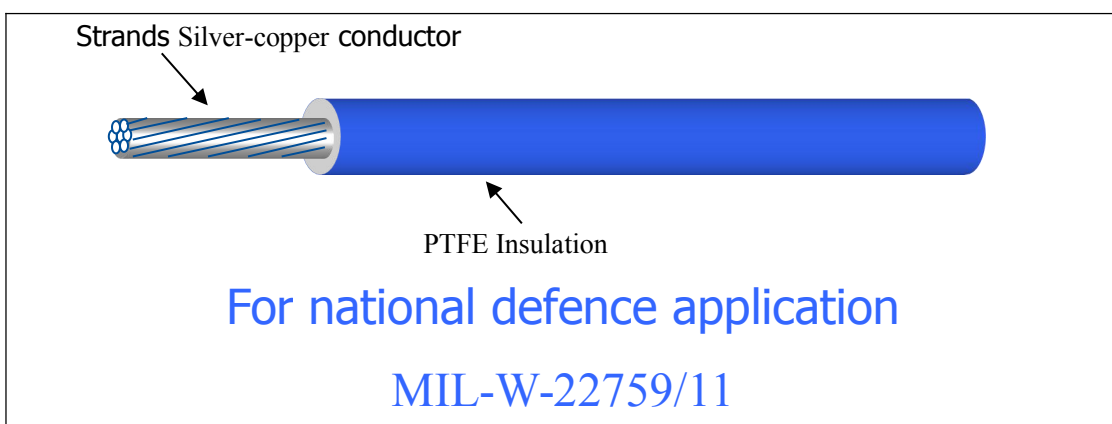 Strands Silver-copper conductor
PTFE Insulation
For national defence application
MIL-W-22759/11